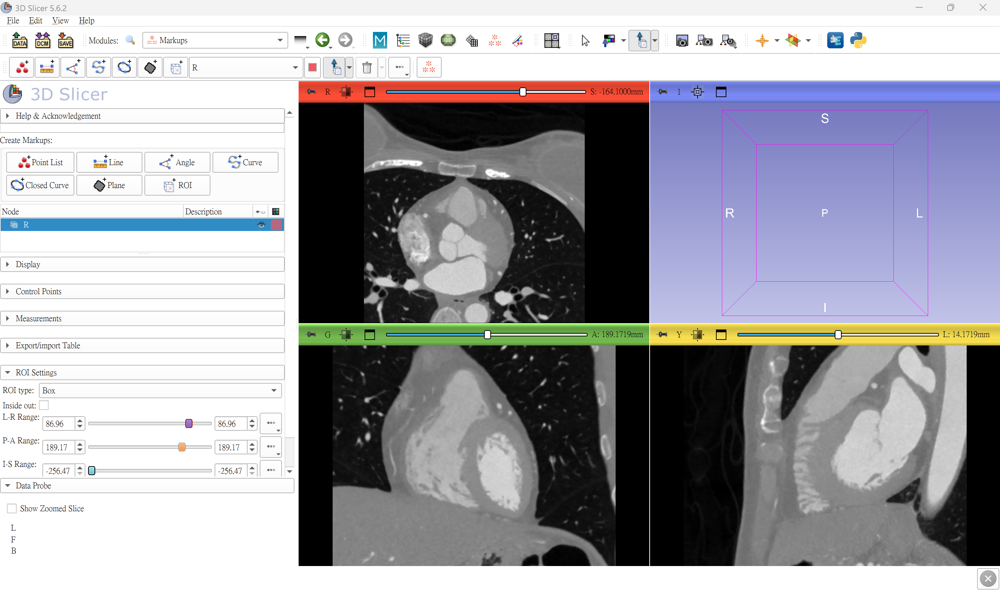 3D Slicer 5.6.2
File Edit View Help
DATA DCM SAVE Modules: Markups M
R
3D Slicer
Help & Acknowledgement
Create Markups:
Point List Line Angle Curve
Closed Curve Plane ROI
Node Description
R
Display
Control Points
Measurements
Export/import Table
ROI Settings
ROI type: Box
Inside out:
L-R Range: 86.96 86.96
P-A Range: 189.17 189.17
I-S Range: -256.47 -256.47
Data Probe
Show Zoomed Slice
L
F
B
R S: -164.1000mm
1
S
R P L
I
G A: 189.1719mm
Y L: 14.1719mm